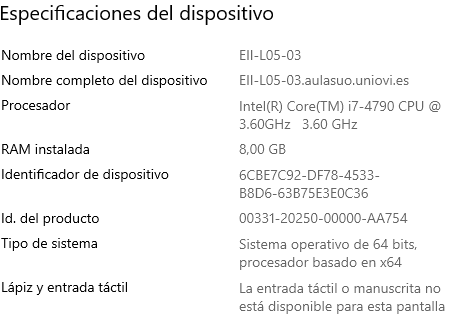 Especificaciones del dispositivo
Nombre del dispositivo EII-L05-03
Nombre completo del dispositivo EII-L05-03.aulasuo.uniovi.es
Procesador Intel(R) Core(TM) i7-4790 CPU @
3.60GHz 3.60 GHz
RAM instalada 8,00 GB
Identificador de dispositivo 6CBE7C92-DF78-4533-
B8D6-63B75E3E0C36
Id. del producto 00331-20250-00000-AA754
Tipo de sistema Sistema operativo de 64 bits,
procesador basado en x64
Lápiz y entrada táctil La entrada táctil o manuscrita no
está disponible para esta pantalla